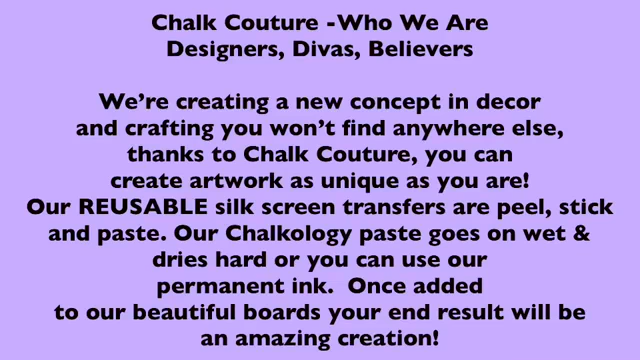 Chalk Couture -Who We Are
Designers, Divas, Believers
We’re creating a new concept in decor
and crafting you won’t find anywhere else,
thanks to Chalk Couture, you can
create artwork as unique as you are!
Our REUSABLE silk screen transfers are peel, stick
and paste. Our Chalkology paste goes on wet &
dries hard or you can use our
permanent ink.  Once added
to our beautiful boards your end result will be
an amazing creation!